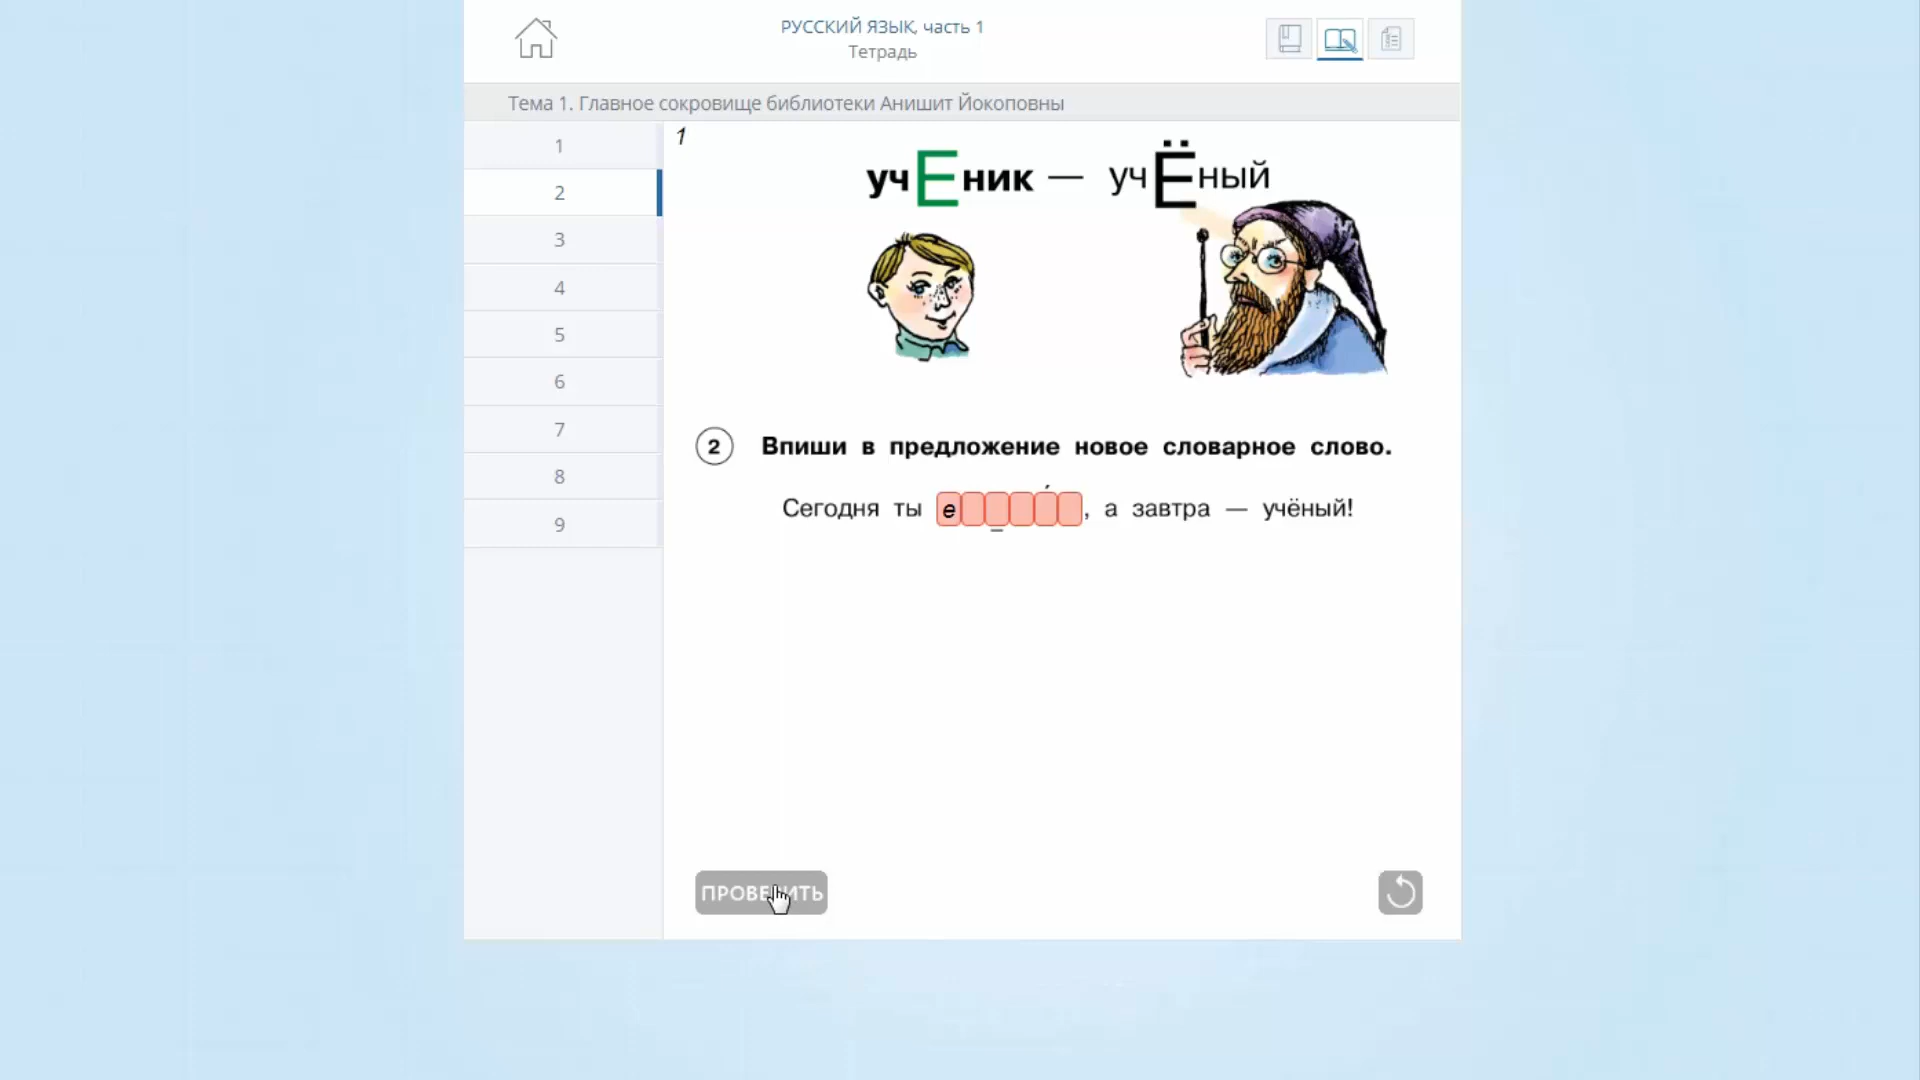 РУССКИЙ ЯЗЫК, часть 1
Тетрадь
Тема 1. Главное сокровище библиотеки Анишит Йокоповны
1
2
3
4
5
6
7
8
9
1
учЕник — учЁный
2 Впиши в предложение новое словарное слово.
Сегодня ты е , а завтра — учёный!
ПРОВЕРИТЬ